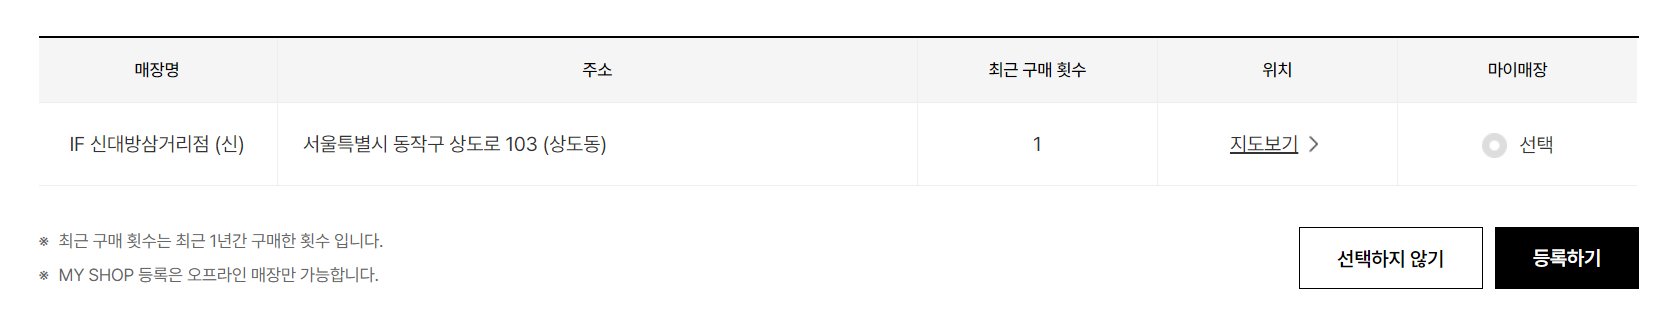 매장명 주소 최근 구매 횟수 위치 마이매장
IF 신대방삼거리점 (신) 서울특별시 동작구 상도로 103 (상도동) 1 지도보기 선택
※ 최근 구매 횟수는 최근 1년간 구매한 횟수 입니다.
※ MY SHOP 등록은 오프라인 매장만 가능합니다.
선택하지 않기 등록하기